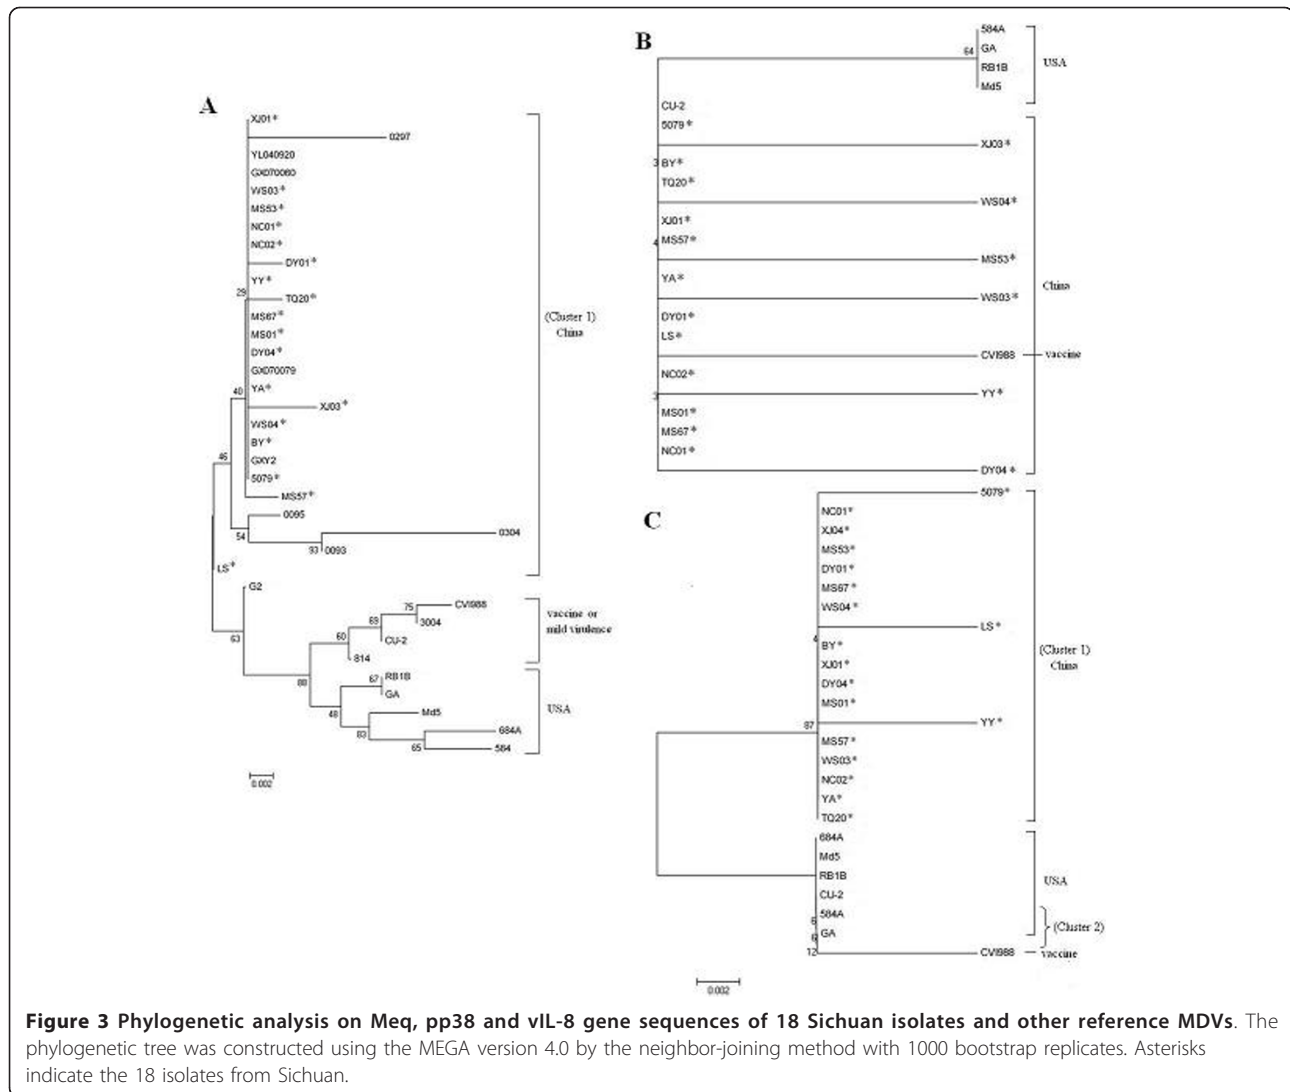 A
XJ01*
0297
YL040920
GX070060
WS03*
MS53*
NC01*
NC02*
DY01*
YY*
29
TQ20*
MS67*
MS01*
DY04*
GX070079
YA*
40
XJ03*
WS04*
BY*
GXY2
5079*
46
MS57*
0095
54
0304
93
0093
LS*
G2
(Cluster 1)
China
75
CVI988
3004
69
CU-2
60
814
63
vaccine or
mild virulence
88
67
RB1B
GA
48
Md5
83
684A
65
584
USA
0.002
B
64
584A
GA
RB1B
Md5
USA
CU-2
5079*
XJ03*
3
BY*
TQ20*
WS04*
XJ01*
4
MS57*
MS53*
YA*
WS03*
China
DY01*
LS*
CVI988
vaccine
NC02*
3
YY*
MS01*
MS67*
NC01*
DY04*
C
5079*
NC01*
XJ04*
MS53*
DY01*
MS67*
WS04*
LS*
4
BY*
XJ01*
DY04*
MS01*
(Cluster 1)
China
87
YY*
MS57*
WS03*
NC02*
YA*
TQ20*
684A
Md5
RB1B
CU-2
584A
6
GA
6
USA
(Cluster 2)
12
CVI988
vaccine
0.002
Figure 3 Phylogenetic analysis on Meq, pp38 and vIL-8 gene sequences of 18 Sichuan isolates and other reference MDVs. The
phylogenetic tree was constructed using the MEGA version 4.0 by the neighbor-joining method with 1000 bootstrap replicates. Asterisks
indicate the 18 isolates from Sichuan.